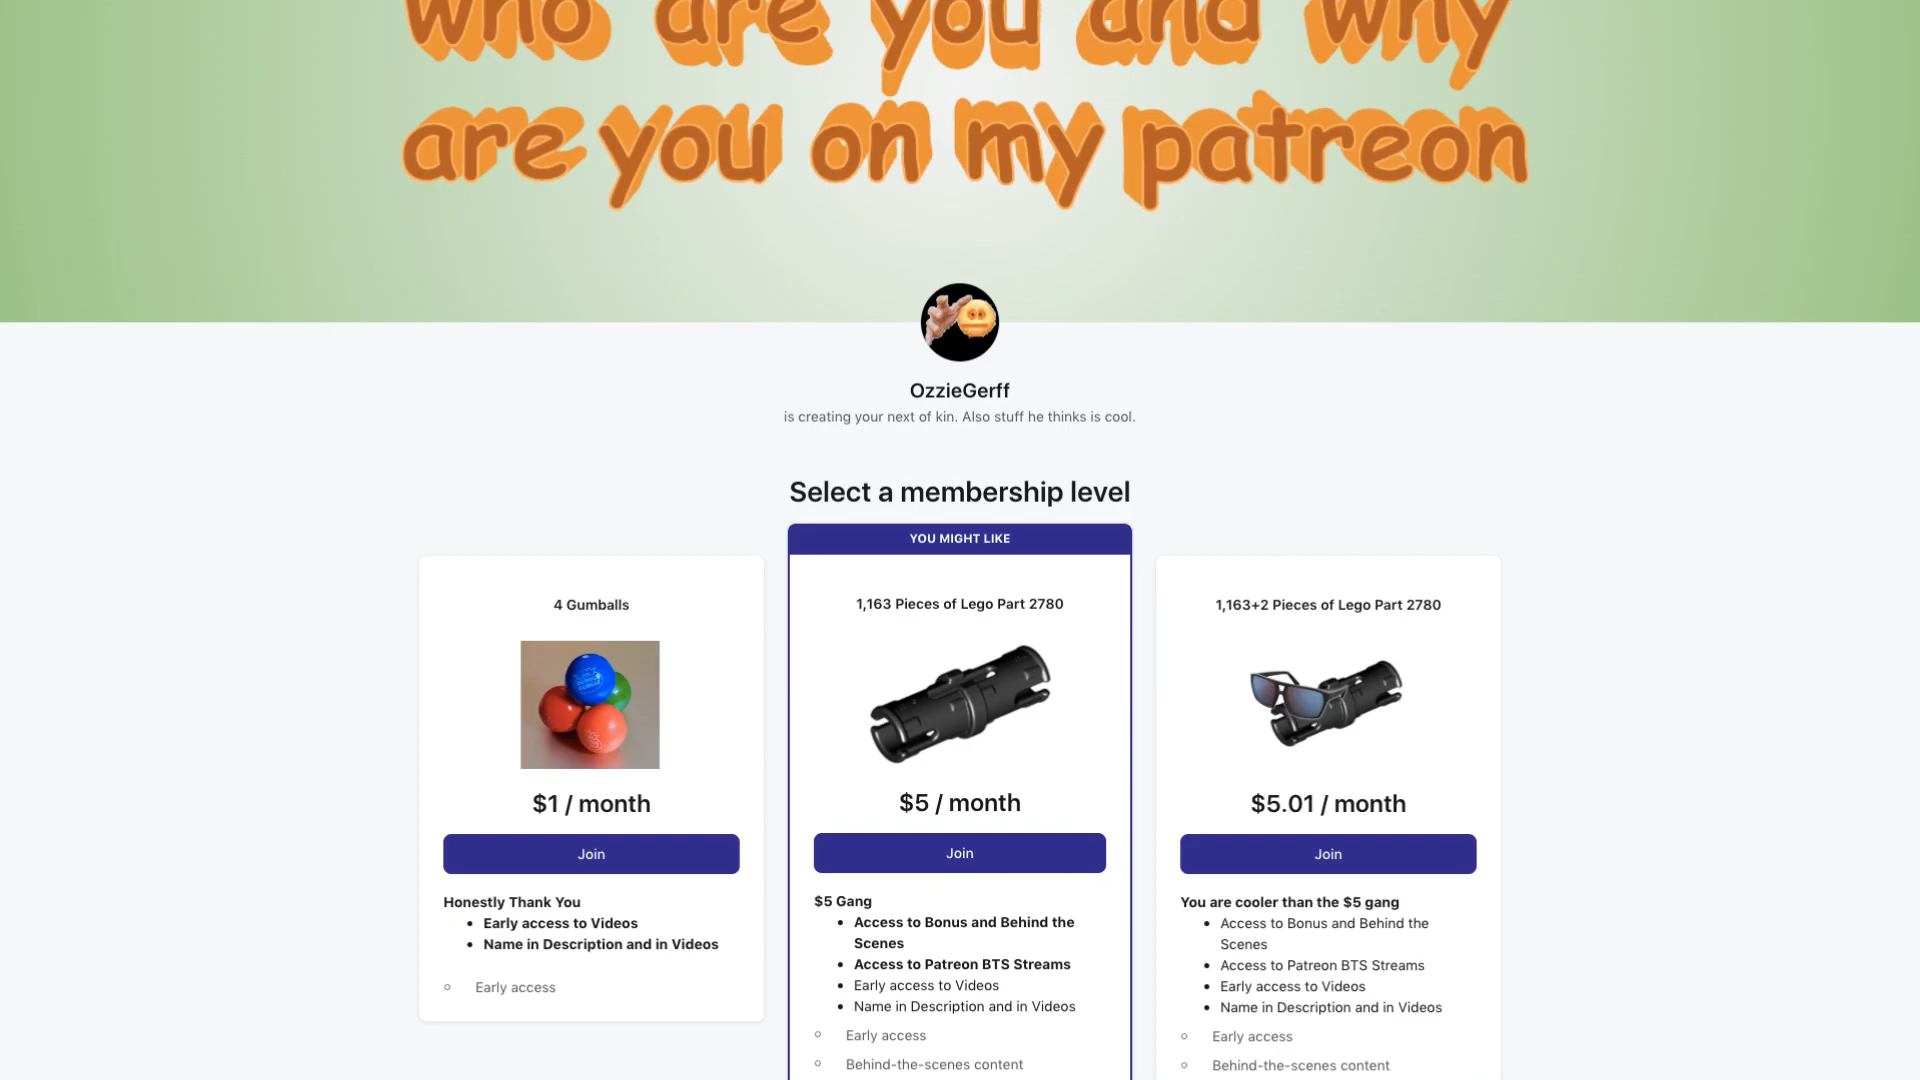 who are you and why
are you on my patreon
OzzieGerff
is creating your next of kin. Also stuff he thinks is cool.
Select a membership level
4 Gumballs
$1 / month
Join
Honestly Thank You
Early access to Videos
Name in Description and in Videos
Early access
YOU MIGHT LIKE
1,163 Pieces of Lego Part 2780
$5 / month
Join
$5 Gang
Access to Bonus and Behind the
Scenes
Access to Patreon BTS Streams
Early access to Videos
Name in Description and in Videos
Early access
Behind-the-scenes content
1,163+2 Pieces of Lego Part 2780
$5.01 / month
Join
You are cooler than the $5 gang
Access to Bonus and Behind the
Scenes
Access to Patreon BTS Streams
Early access to Videos
Name in Description and in Videos
Early access
Behind-the-scenes content